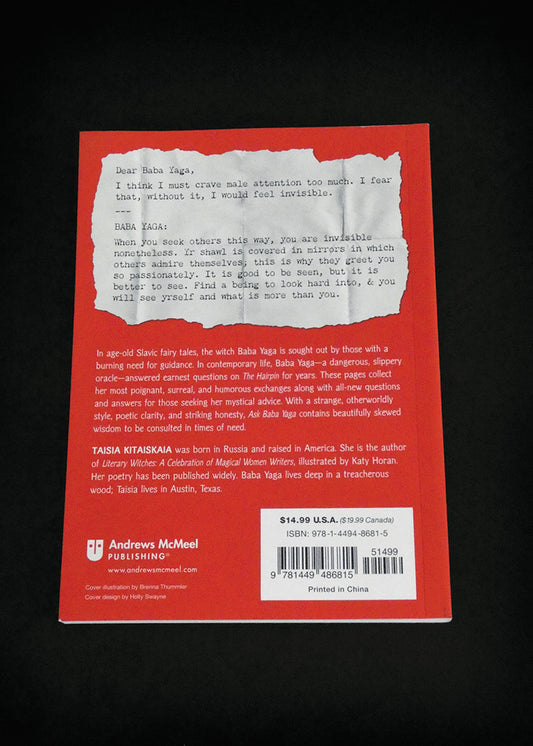 Dear Baba Yaga,
I think I must crave male attention too much. I fear
that, without it, I would feel invisible.
---
BABA YAGA:
When you seek others this way, you are invisible
nonetheless. Yr shawl is covered in mirrors in which
others admire themselves; this is why they greet you
so passionately. It is good to be seen, but it is
better to see. Find a being to look hard into, & you
will see yrself and what is more than you.
In age-old Slavic fairy tales, the witch Baba Yaga is sought out by those with a
burning need for guidance. In contemporary life, Baba Yaga—a dangerous, slippery
oracle—answered earnest questions on The Hairpin for years. These pages collect
her most poignant, surreal, and humorous exchanges along with all-new questions
and answers for those seeking her mystical advice. With a strange, otherworldly
style, poetic clarity, and striking honesty, Ask Baba Yaga contains beautifully skewed
wisdom to be consulted in times of need.
TAISIA KITAISKAIA was born in Russia and raised in America. She is the author
of Literary Witches: A Celebration of Magical Women Writers, illustrated by Katy Horan.
Her poetry has been published widely. Baba Yaga lives deep in a treacherous
wood; Taisia lives in Austin, Texas.
Andrews McMeel
PUBLISHING®
www.andrewsmcmeel.com
Cover illustration by Brenna Thummler
Cover design by Holly Swayne
$14.99 U.S.A. ($19.99 Canada)
ISBN: 978-1-4494-8681-5
51499
9 781449 486815
Printed in China